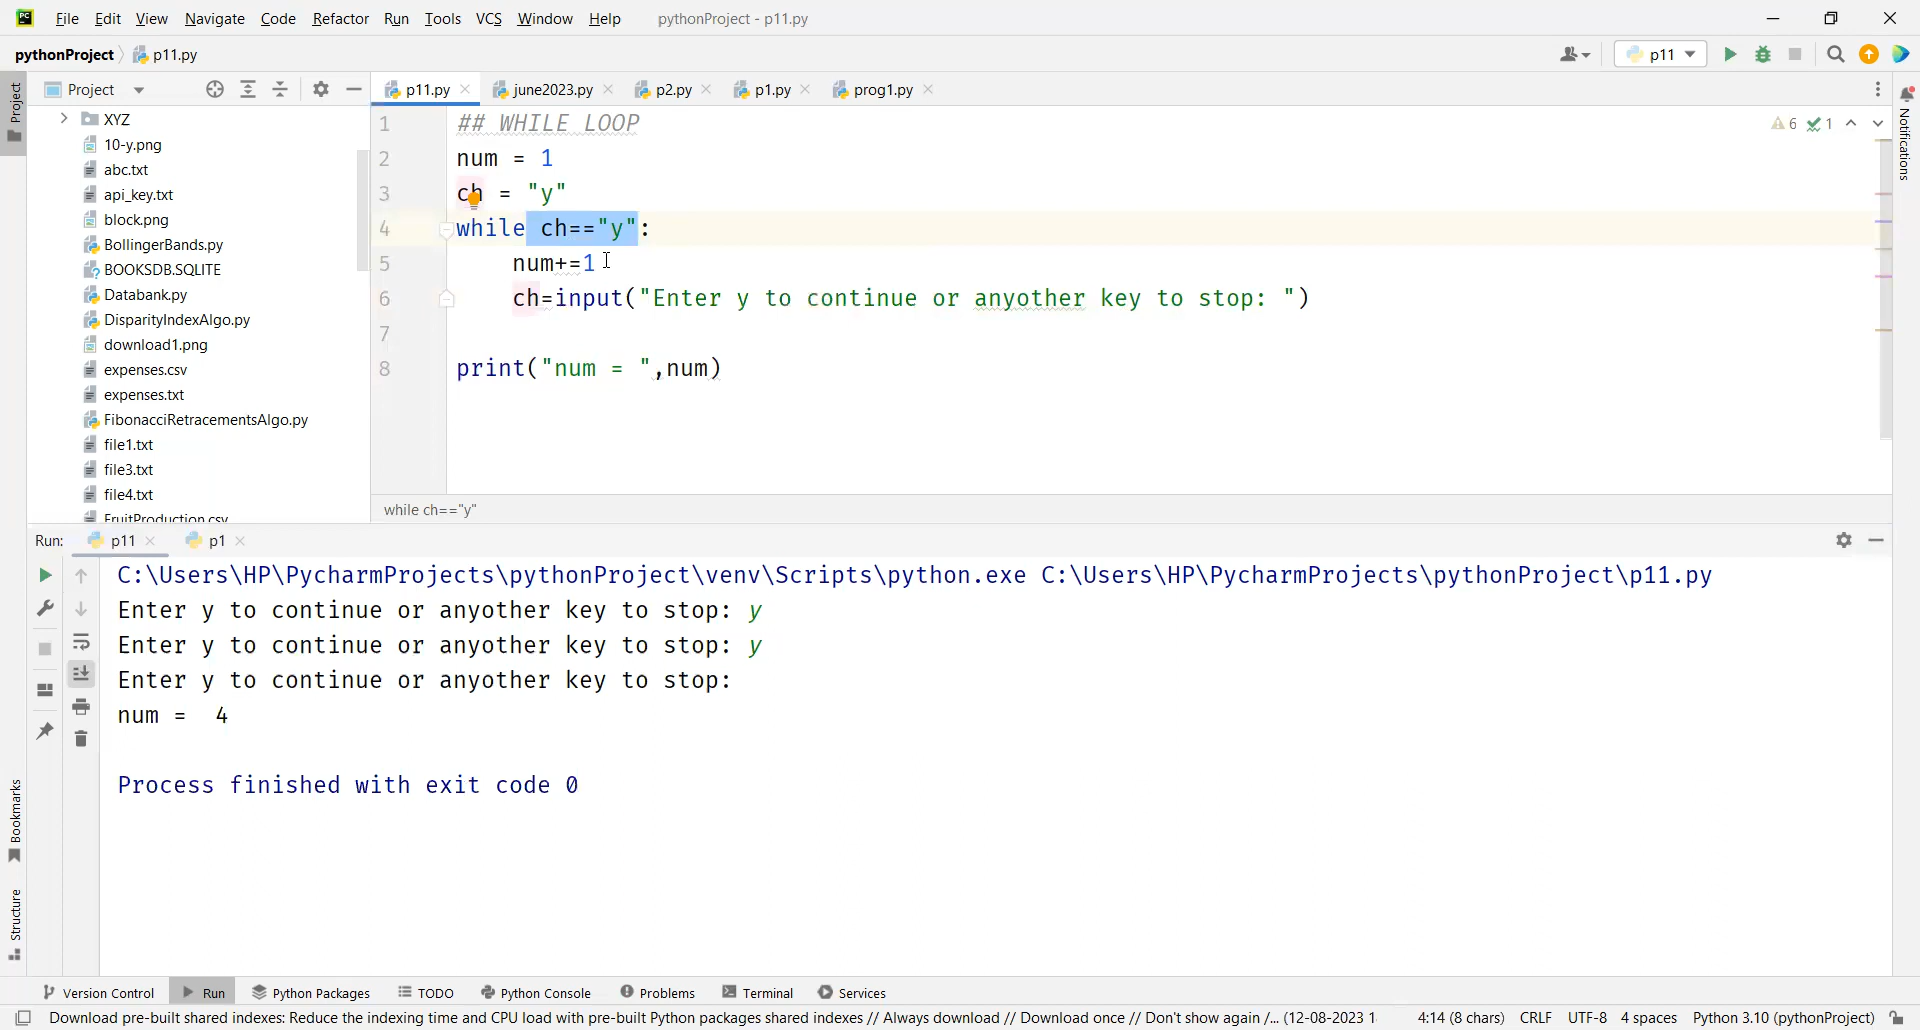 PC File Edit View Navigate Code Refactor Run Tools VCS Window Help pythonProject - p11.py
pythonProject p11.py p11
Project
Project
p11.py june2023.py p2.py p1.py prog1.py
XYZ
10-y.png
abc.txt
api_key.txt
block.png
BollingerBands.py
BOOKSDB.SQLITE
Databank.py
DisparityIndexAlgo.py
download1.png
expenses.csv
expenses.txt
FibonacciRetracementsAlgo.py
file1.txt
file3.txt
file4.txt
FruitProduction.csv
6 1
1 ## WHILE LOOP
2 num = 1
3 ch = "y"
4 while ch=="y":
5 num+=1
6 ch=input("Enter y to continue or anyother key to stop: ")
7
8 print("num = ",num)
while ch=="y"
Notifications
Run: p11 p1
C:\Users\HP\PycharmProjects\pythonProject\venv\Scripts\python.exe C:\Users\HP\PycharmProjects\pythonProject\p11.py
Enter y to continue or anyother key to stop: y
Enter y to continue or anyother key to stop: y
Enter y to continue or anyother key to stop:
num =  4
Process finished with exit code 0
Bookmarks
Structure
Version Control Run Python Packages TODO Python Console Problems Terminal Services
Download pre-built shared indexes: Reduce the indexing time and CPU load with pre-built Python packages shared indexes // Always download // Download once // Don't show again /... (12-08-2023 1 4:14 (8 chars) CRLF UTF-8 4 spaces Python 3.10 (pythonProject)